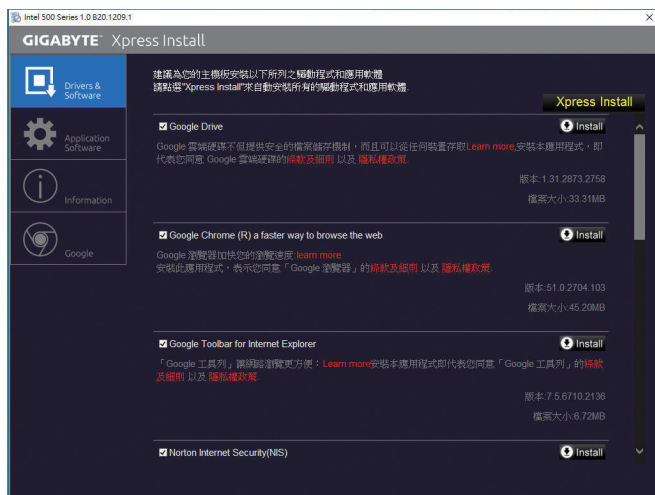 Intel 500 Series 1.0 B20.1209.1
GIGABYTE™ Xpress Install
Drivers &
Software
Application
Software
Information
Google
建議為您的主機板安裝以下所列之驅動程式和應用軟體
請點選"Xpress Install"來自動安裝所有的驅動程式和應用軟體.
Xpress Install
Google Drive
Install
Google 雲端硬碟不但提供安全的檔案儲存機制，而且可以從任何裝置存取Learn more,安裝本應用程式，即
代表您同意 Google 雲端硬碟的條款及細則 以及 隱私權政策.
版本:1.31.2873.2758
檔案大小:33.31MB
Google Chrome (R) a faster way to browse the web
Install
Google 瀏覽器加快您的瀏覽速度:learn more
安裝此應用程式，表示您同意「Google 瀏覽器」的條款及細則 以及 隱私權政策.
版本:51.0.2704.103
檔案大小:45.20MB
Google Toolbar for Internet Explorer
Install
「Google 工具列」讓網路瀏覽更方便：Learn more安裝本應用程式即代表您同意「Google 工具列」的條款
及細則 以及 隱私權政策.
版本:7.5.6710.2136
檔案大小:6.72MB
Norton Internet Security(NIS)
Install